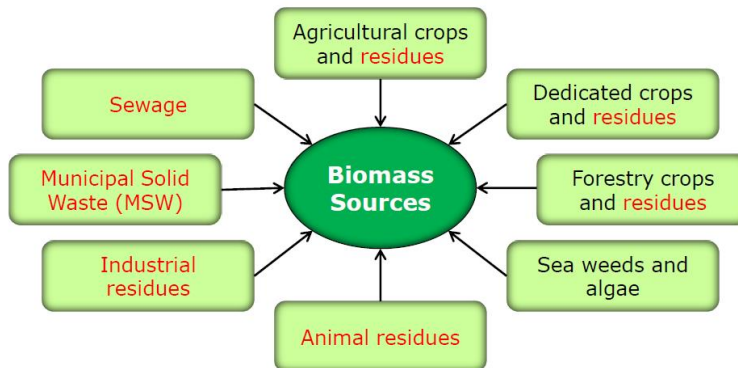 Agricultural crops
and residues
Sewage
Dedicated crops
and residues
Municipal Solid
Waste (MSW)
Biomass
Sources
Forestry crops
and residues
Industrial
residues
Sea weeds and
algae
Animal residues